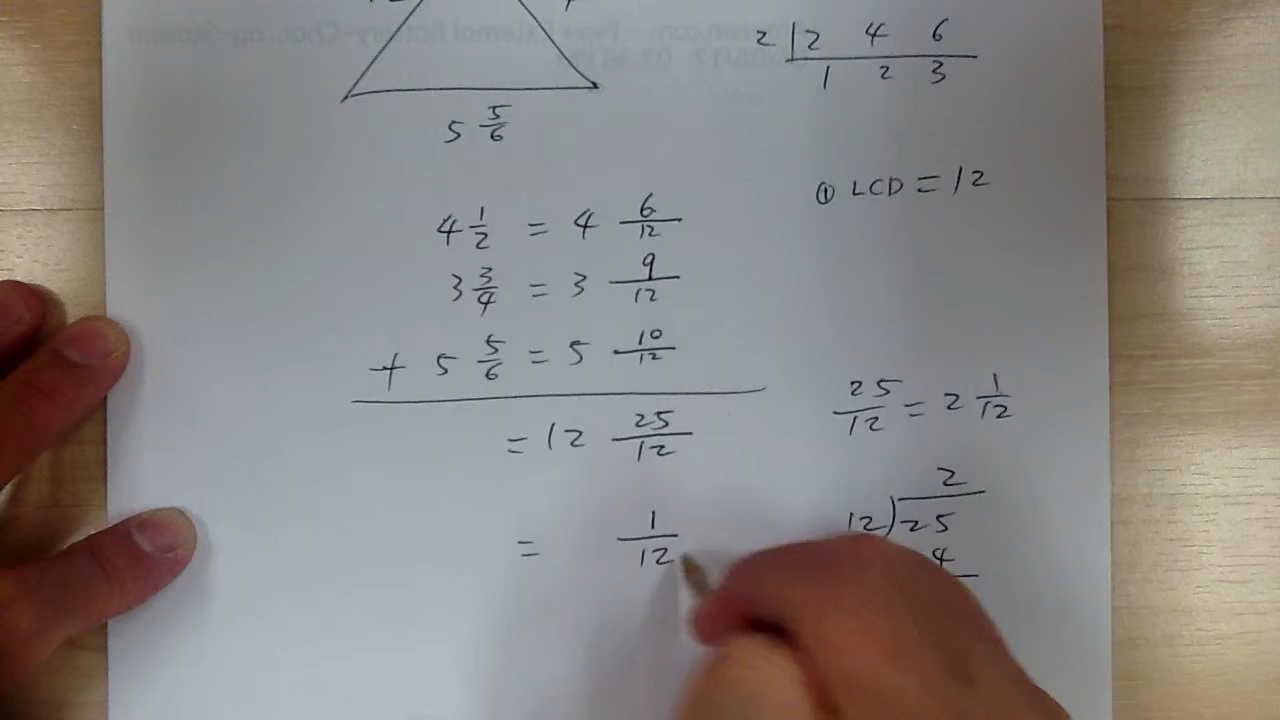 2 | 2 4 6
1 2 3
5 5/6
① LCD = 12
4 1/2 = 4 6/12
3 3/4 = 3 9/12
+ 5 5/6 = 5 10/12
= 12 25/12
25/12 = 2 1/12
2
12)25
4
= 1/12